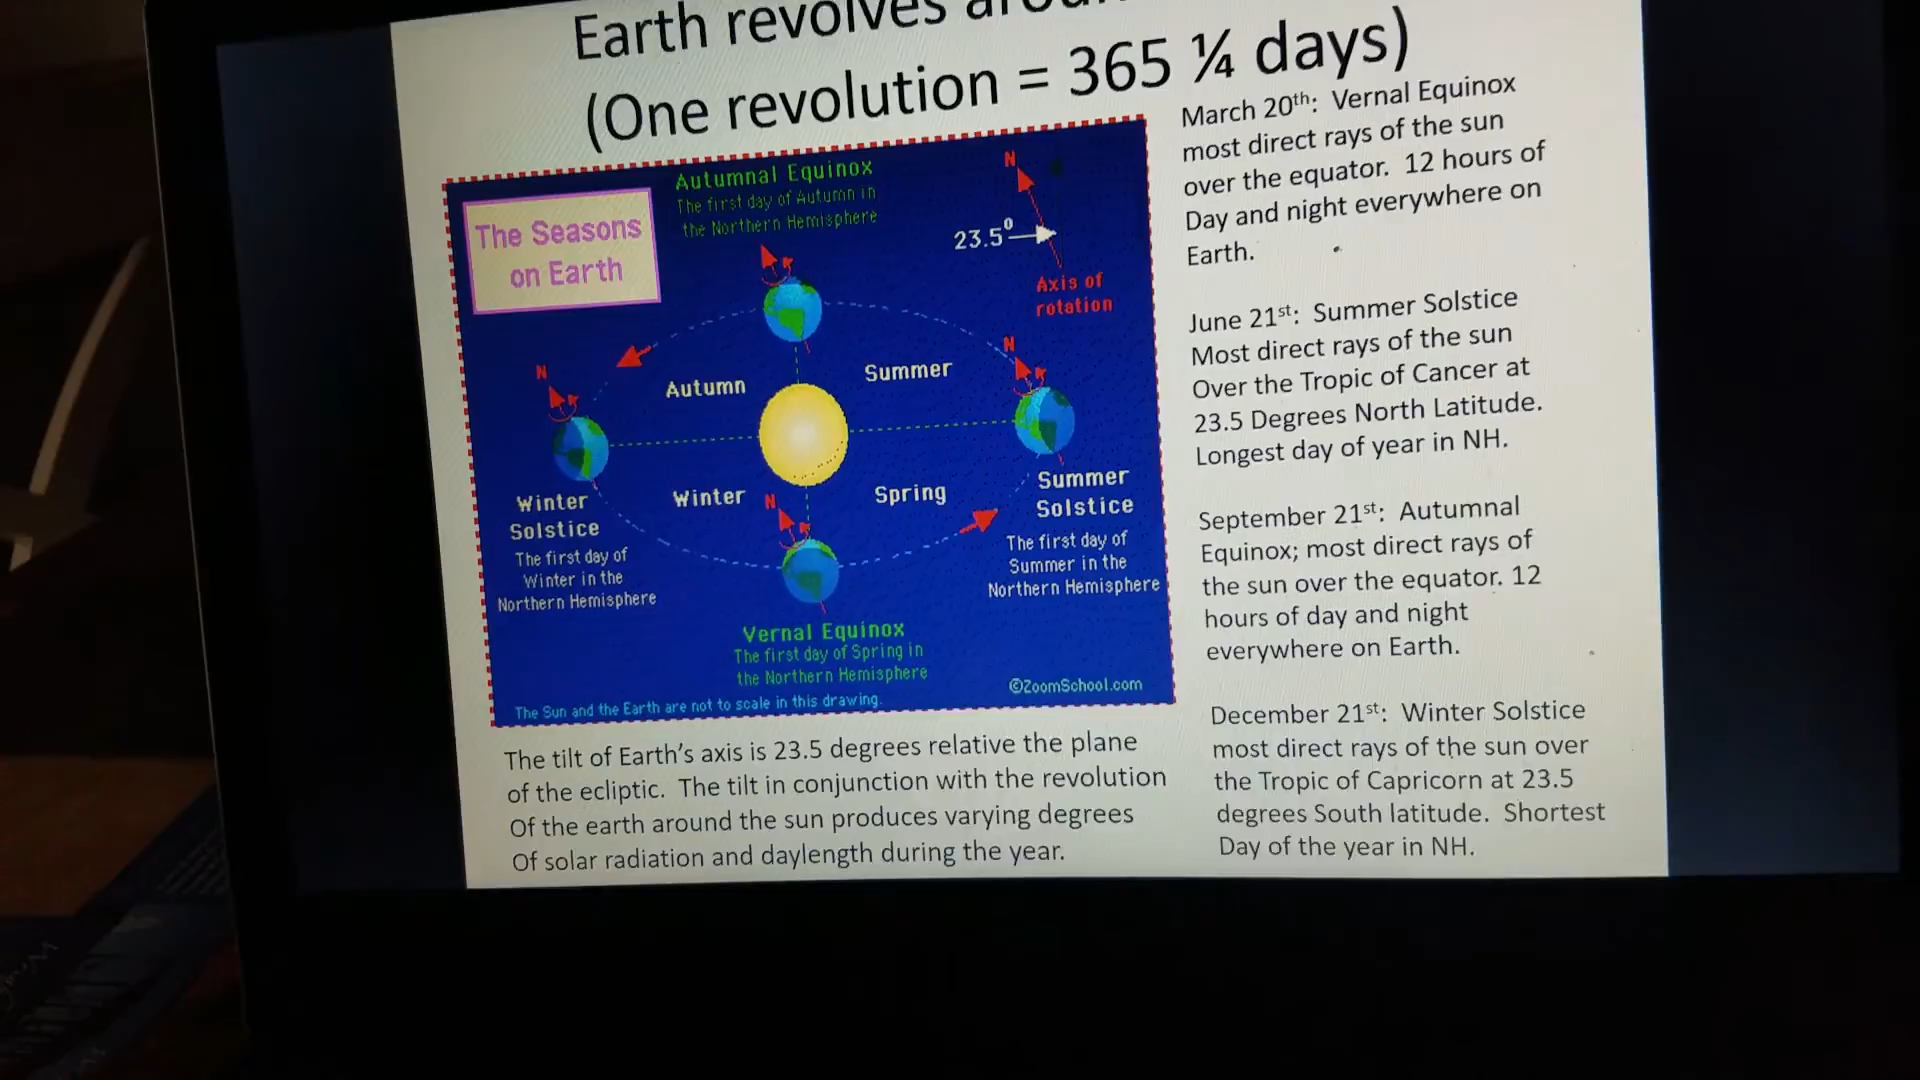 Earth revolves
(One revolution = 365 ¼ days)
The Seasons
on Earth
Autumnal Equinox
The first day of Autumn in
the Northern Hemisphere
N
23.5⁰
Axis of
rotation
N
N
Autumn
Summer
Winter
Solstice
The first day of
Winter in the
Northern Hemisphere
Winter
N
Spring
Summer
Solstice
The first day of
Summer in the
Northern Hemisphere
Vernal Equinox
The first day of Spring in
the Northern Hemisphere
©ZoomSchool.com
The Sun and the Earth are not to scale in this drawing.
The tilt of Earth's axis is 23.5 degrees relative the plane
of the ecliptic. The tilt in conjunction with the revolution
Of the earth around the sun produces varying degrees
Of solar radiation and daylength during the year.
March 20th: Vernal Equinox
most direct rays of the sun
over the equator. 12 hours of
Day and night everywhere on
Earth.
June 21st: Summer Solstice
Most direct rays of the sun
Over the Tropic of Cancer at
23.5 Degrees North Latitude.
Longest day of year in NH.
September 21st: Autumnal
Equinox; most direct rays of
the sun over the equator. 12
hours of day and night
everywhere on Earth.
December 21st: Winter Solstice
most direct rays of the sun over
the Tropic of Capricorn at 23.5
degrees South latitude. Shortest
Day of the year in NH.